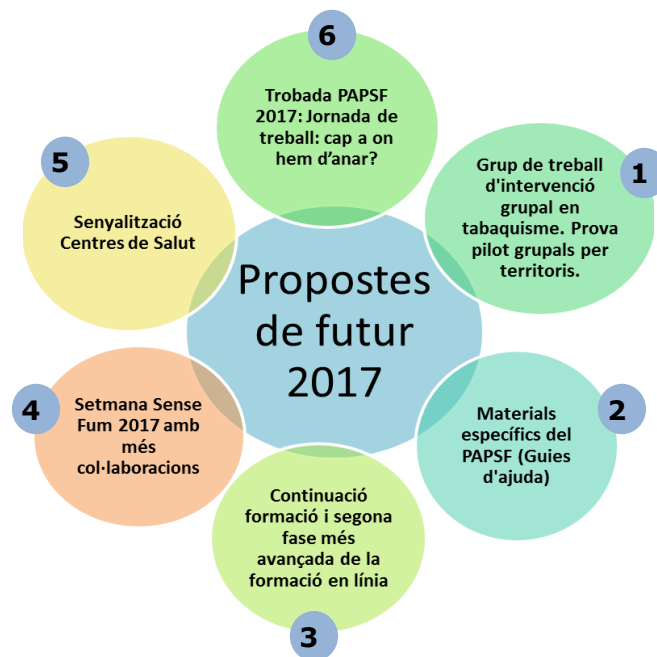 Propostes
de futur
2017
1
Grup de treball
d'intervenció
grupal en
tabaquisme. Prova
pilot grupals per
territoris.
2
Materials
específics del
PAPSF (Guies
d'ajuda)
3
Continuació
formació i segona
fase més
avançada de la
formació en línia
4
Setmana Sense
Fum 2017 amb
més
col·laboracions
5
Senyalització
Centres de Salut
6
Trobada PAPSF
2017: Jornada de
treball: cap a on
hem d’anar?